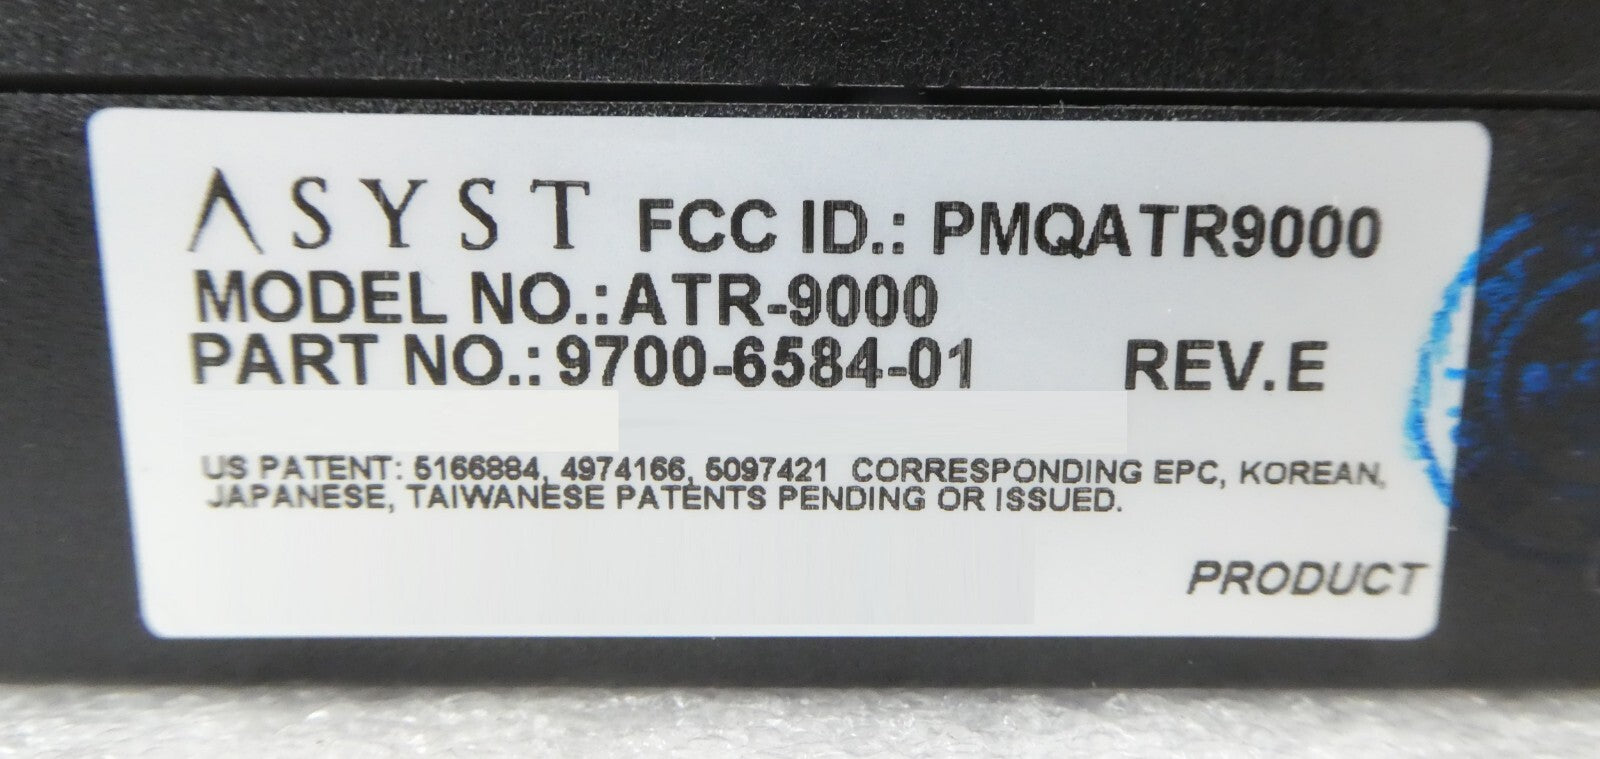 ASYST FCC ID.: PMQATR9000
MODEL NO.:ATR-9000
PART NO.:9700-6584-01 REV.E
US PATENT: 5166884, 4974166, 5097421 CORRESPONDING EPC, KOREAN,
JAPANESE, TAIWANESE PATENTS PENDING OR ISSUED.
PRODUCT